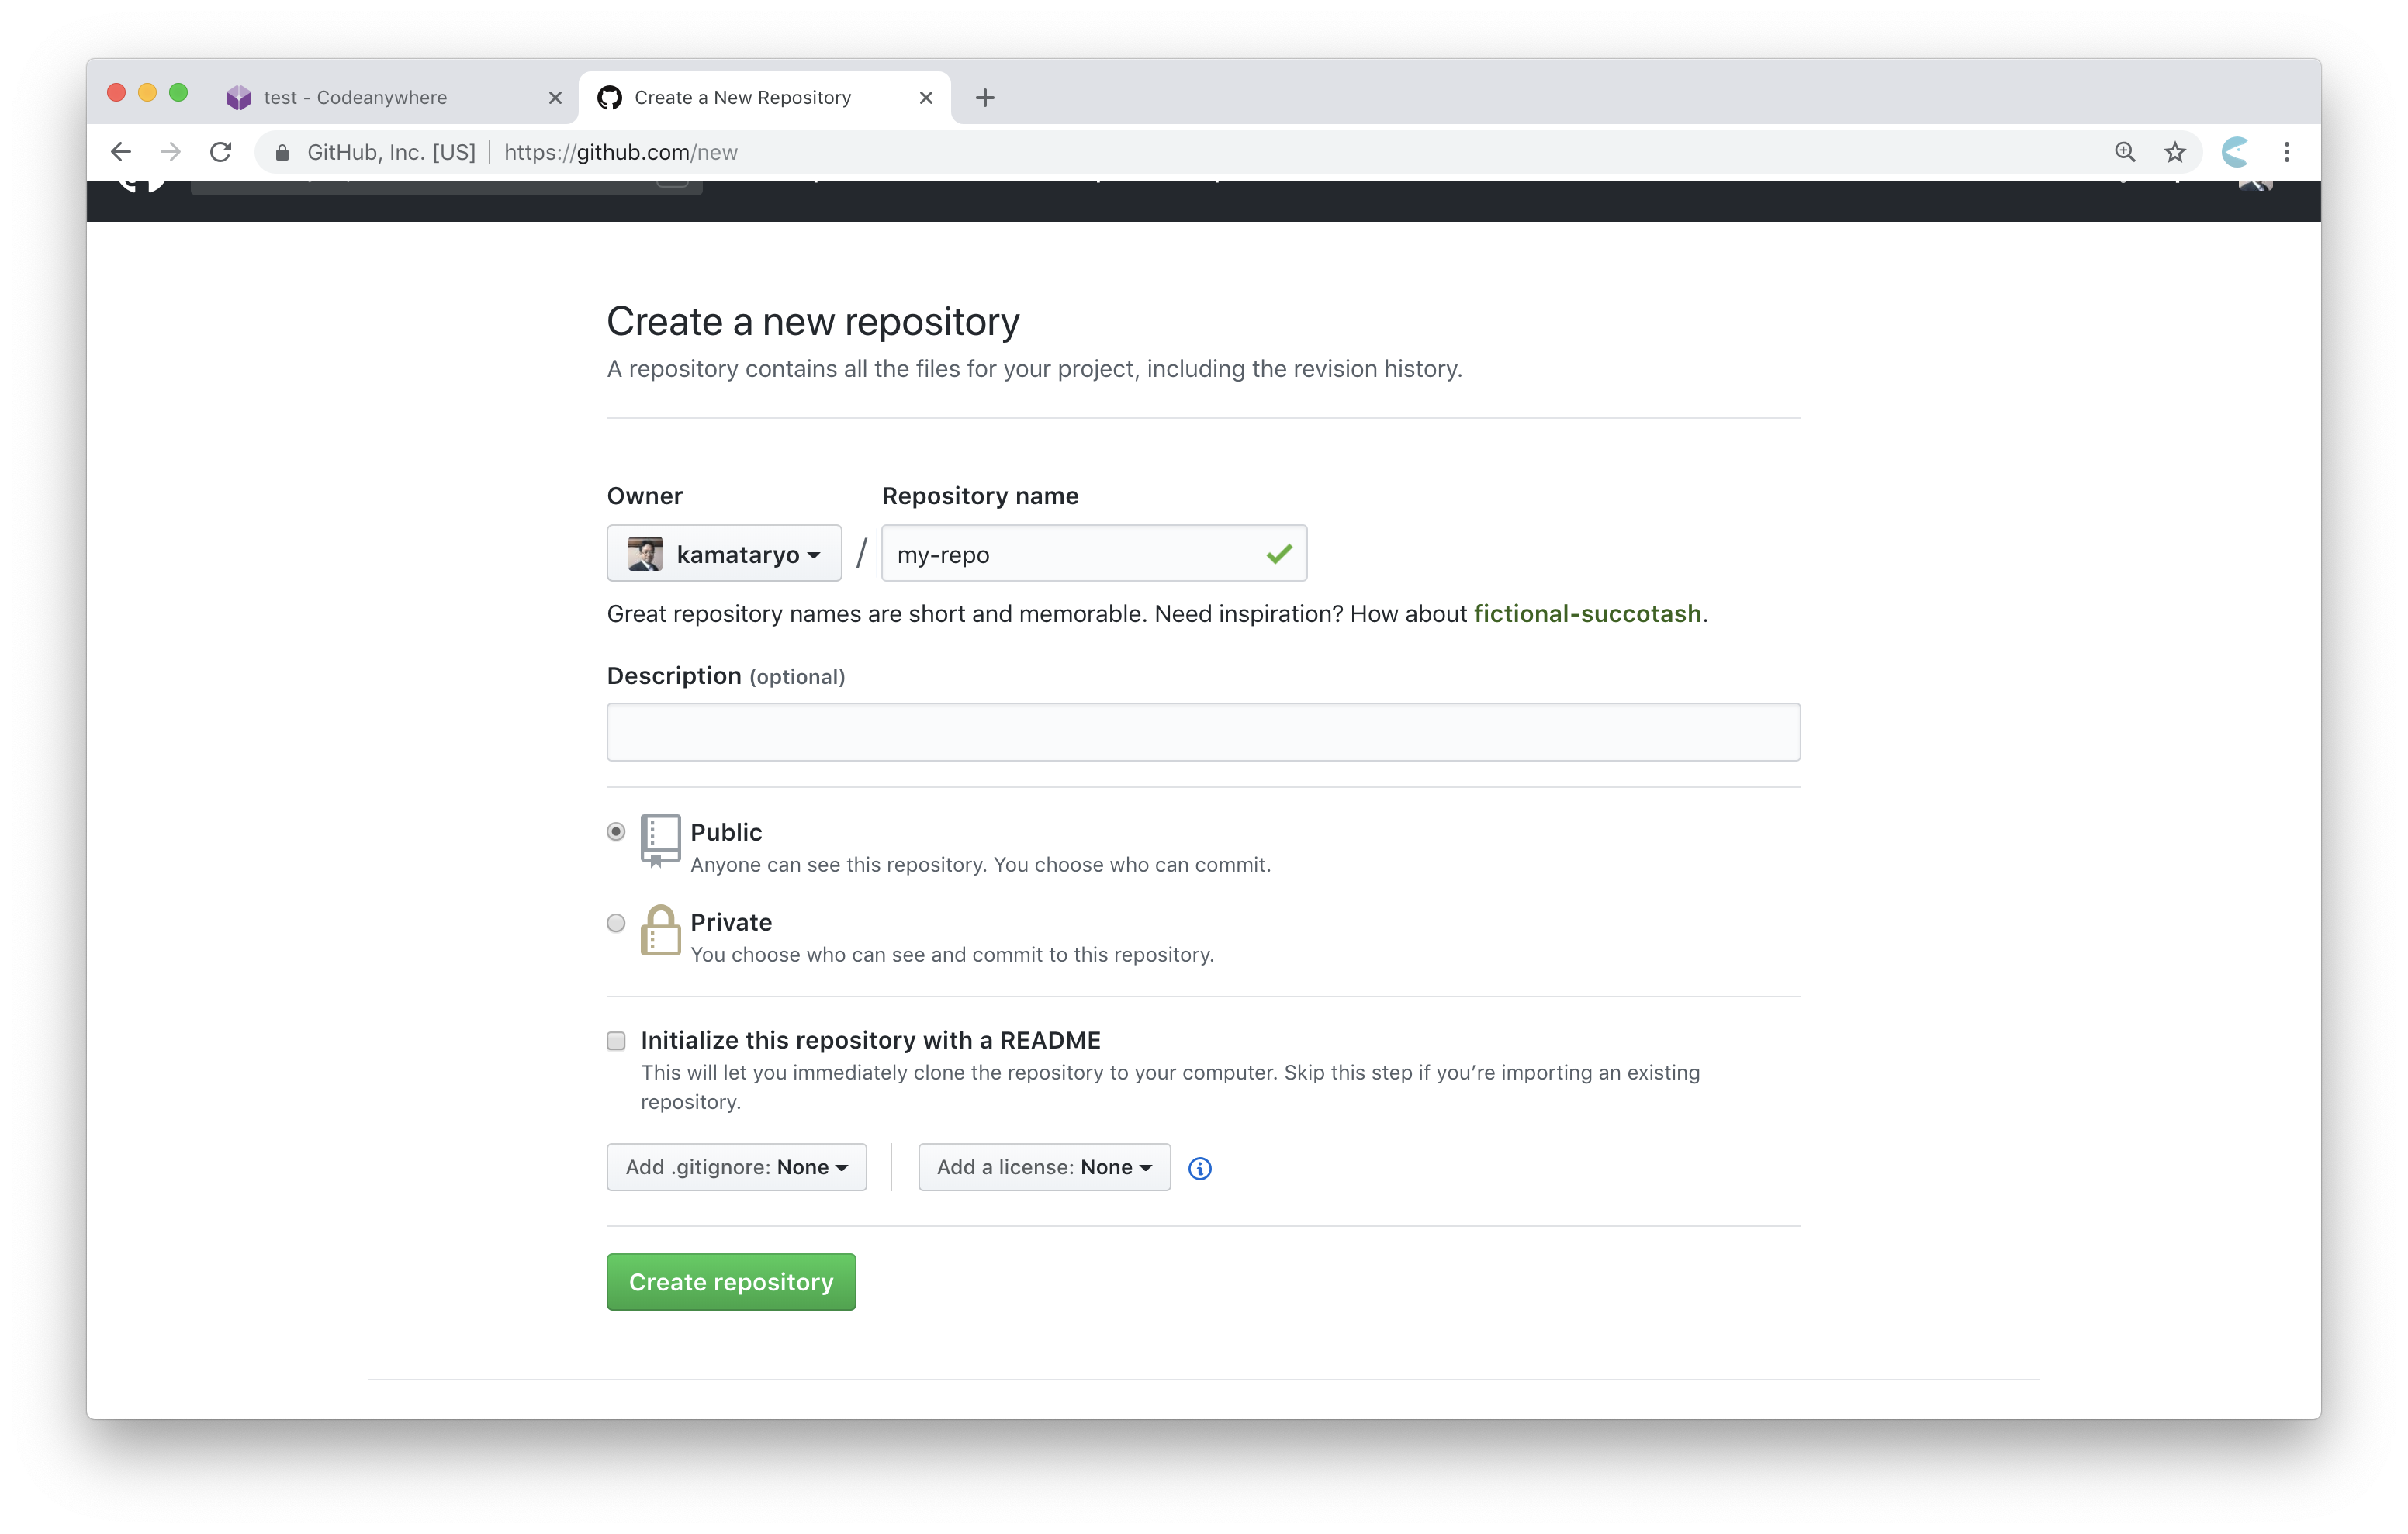 test - Codeanywhere
Create a New Repository
GitHub, Inc. [US] | https://github.com/new
Create a new repository
A repository contains all the files for your project, including the revision history.
Owner
Repository name
kamataryo / my-repo
Great repository names are short and memorable. Need inspiration? How about fictional-succotash.
Description (optional)
Public
Anyone can see this repository. You choose who can commit.
Private
You choose who can see and commit to this repository.
Initialize this repository with a README
This will let you immediately clone the repository to your computer. Skip this step if you’re importing an existing
repository.
Add .gitignore: None
Add a license: None
Create repository